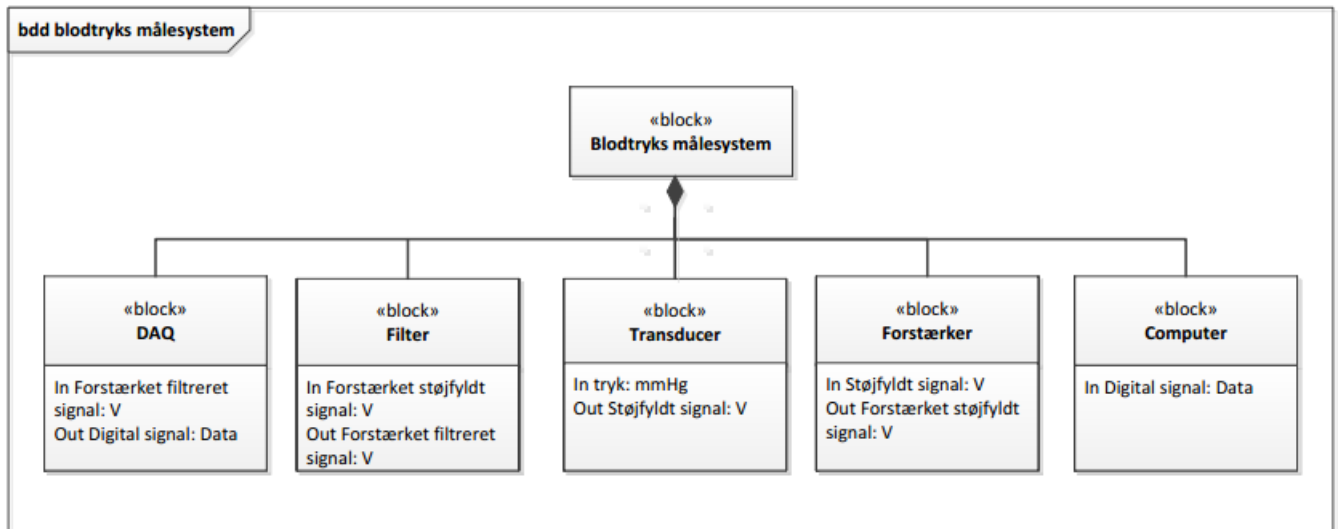 bdd blodtryks målesystem
«block»
Blodtryks målesystem
«block»
DAQ
In Forstærket filtreret
signal: V
Out Digital signal: Data
«block»
Filter
In Forstærket støjfyldt
signal: V
Out Forstærket filtreret
signal: V
«block»
Transducer
In tryk: mmHg
Out Støjfyldt signal: V
«block»
Forstærker
In Støjfyldt signal: V
Out Forstærket støjfyldt
signal: V
«block»
Computer
In Digital signal: Data